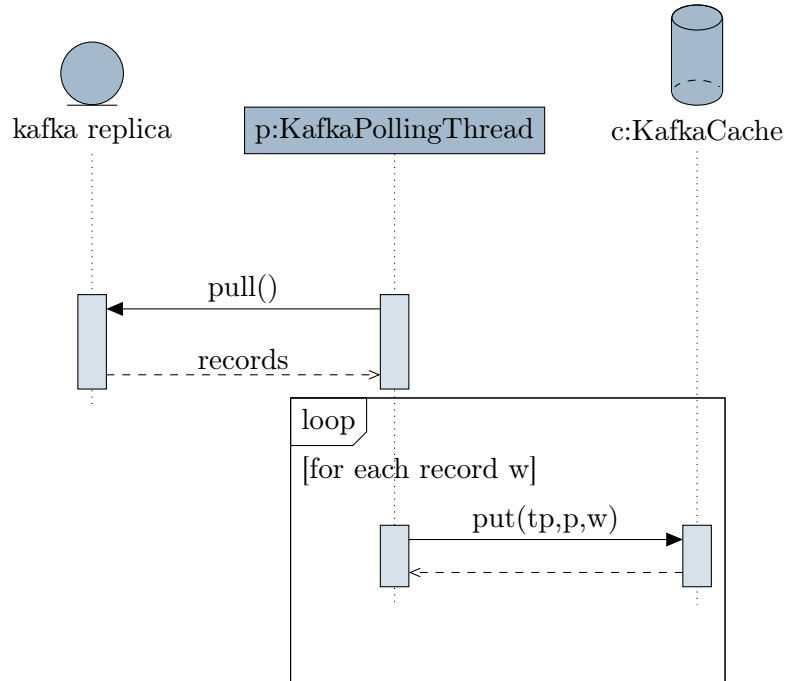 kafka replica
p:KafkaPollingThread
c:KafkaCache
pull()
records
loop
[for each record w]
put(tp,p,w)